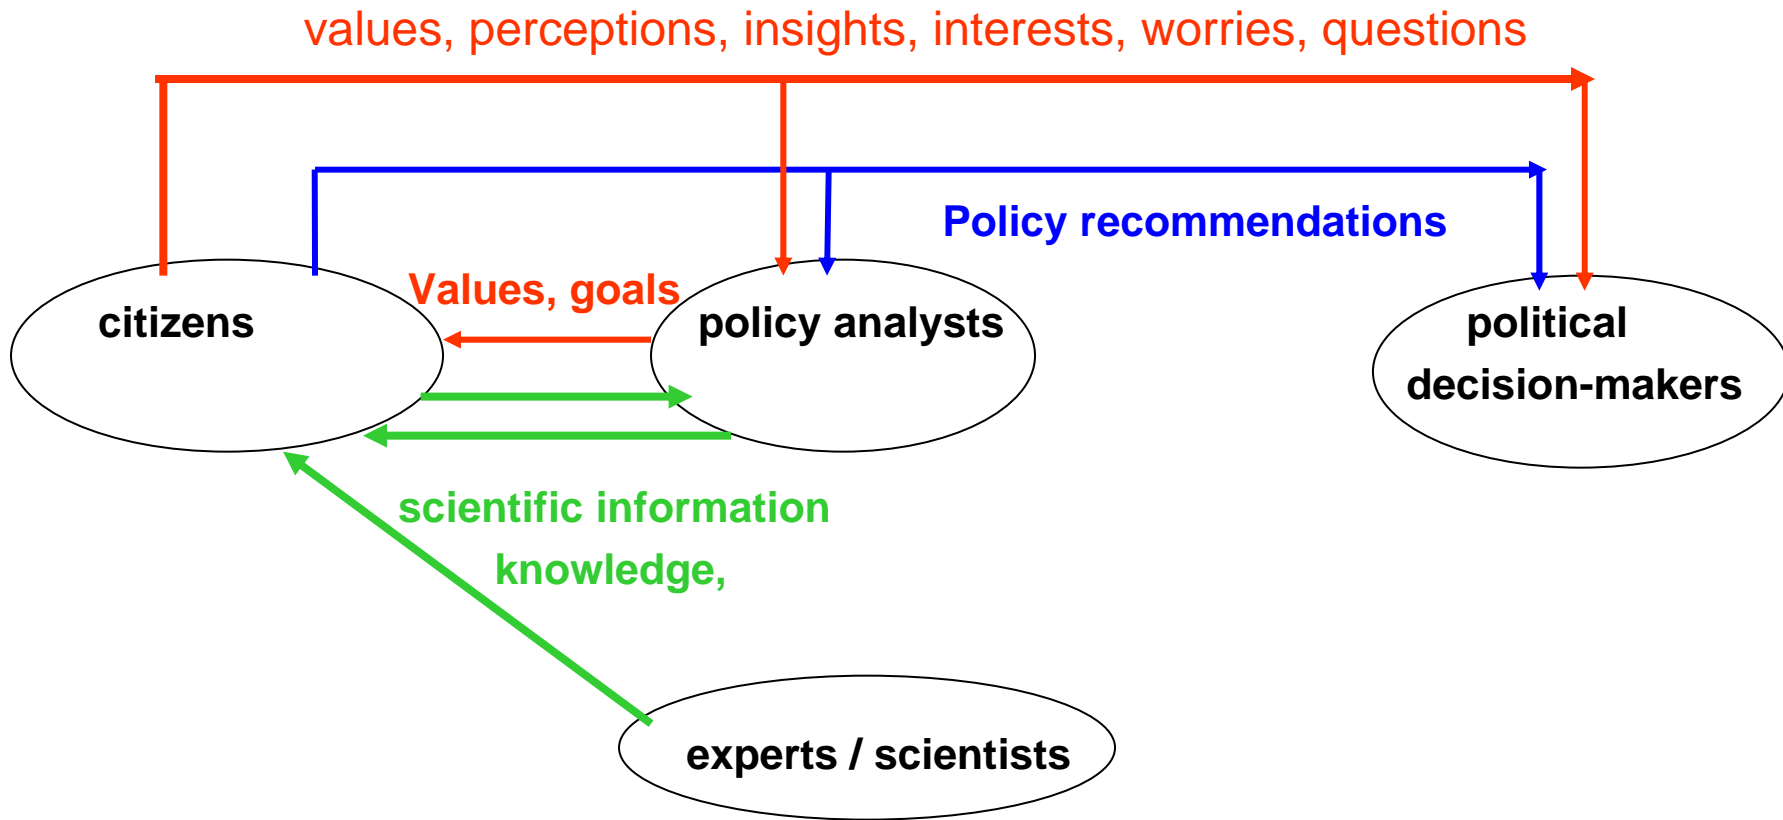 values, perceptions, insights, interests, worries, questions
Policy recommendations
Values, goals
citizens
policy analysts
political
decision-makers
scientific information
knowledge,
experts / scientists